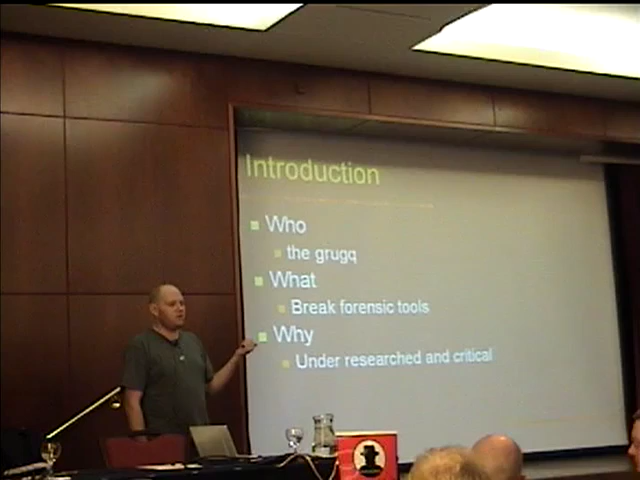 Introduction
Who
the grugq
What
Break forensic tools
Why
Under researched and critical